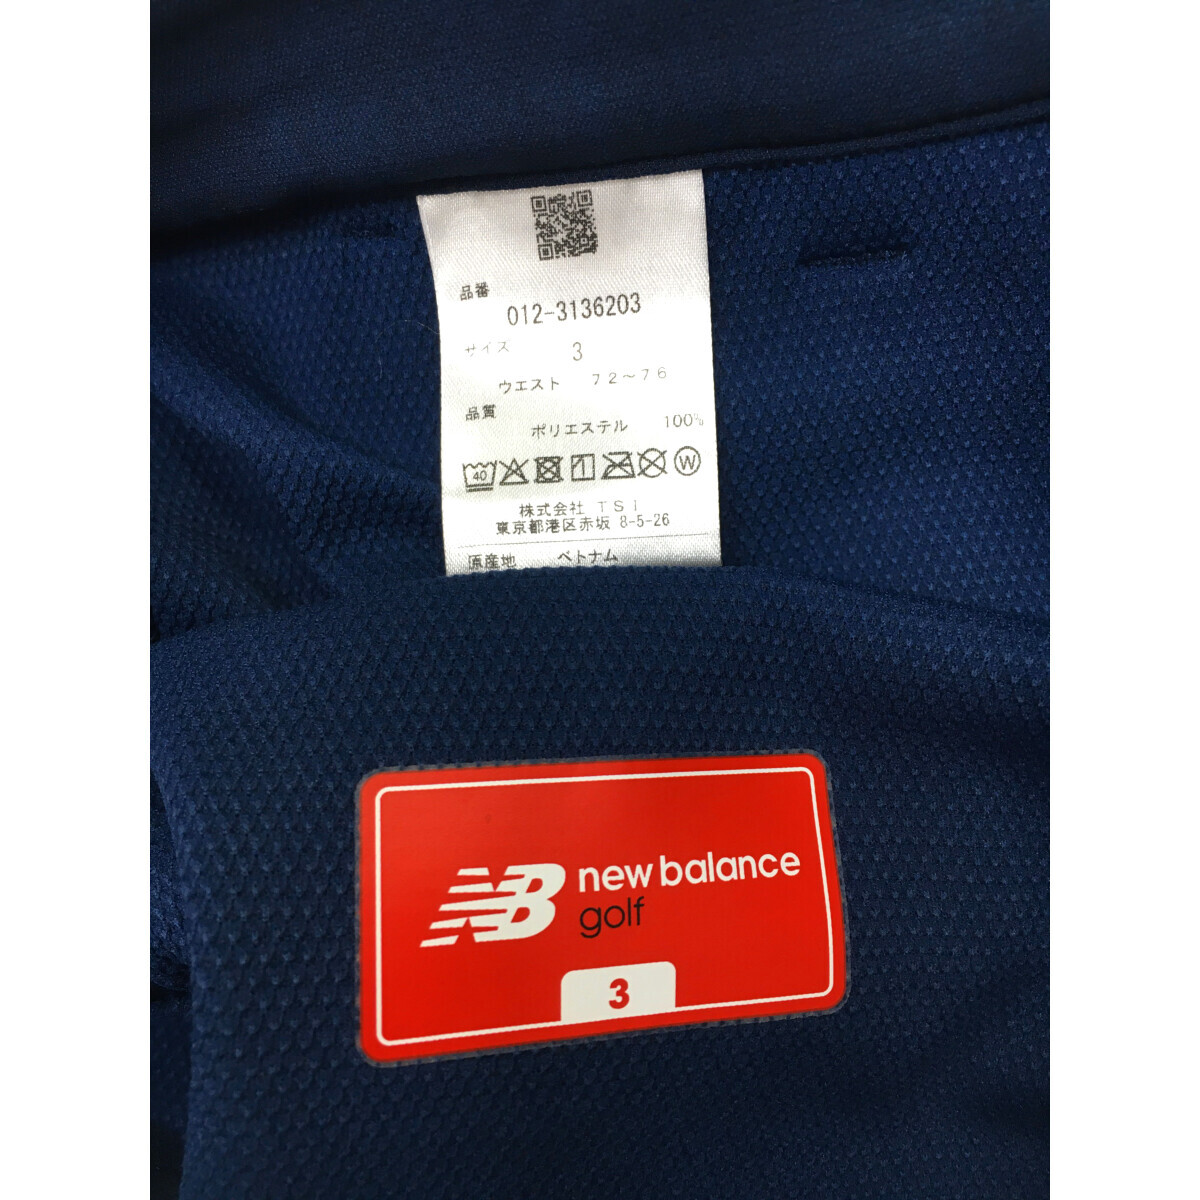 品番
012-3136203
サイズ 3
ウエスト 72~76
品質
ポリエステル 100%
40 W
株式会社 TSI
東京都港区赤坂 8-5-26
原産地 ベトナム
NB new balance
golf
3